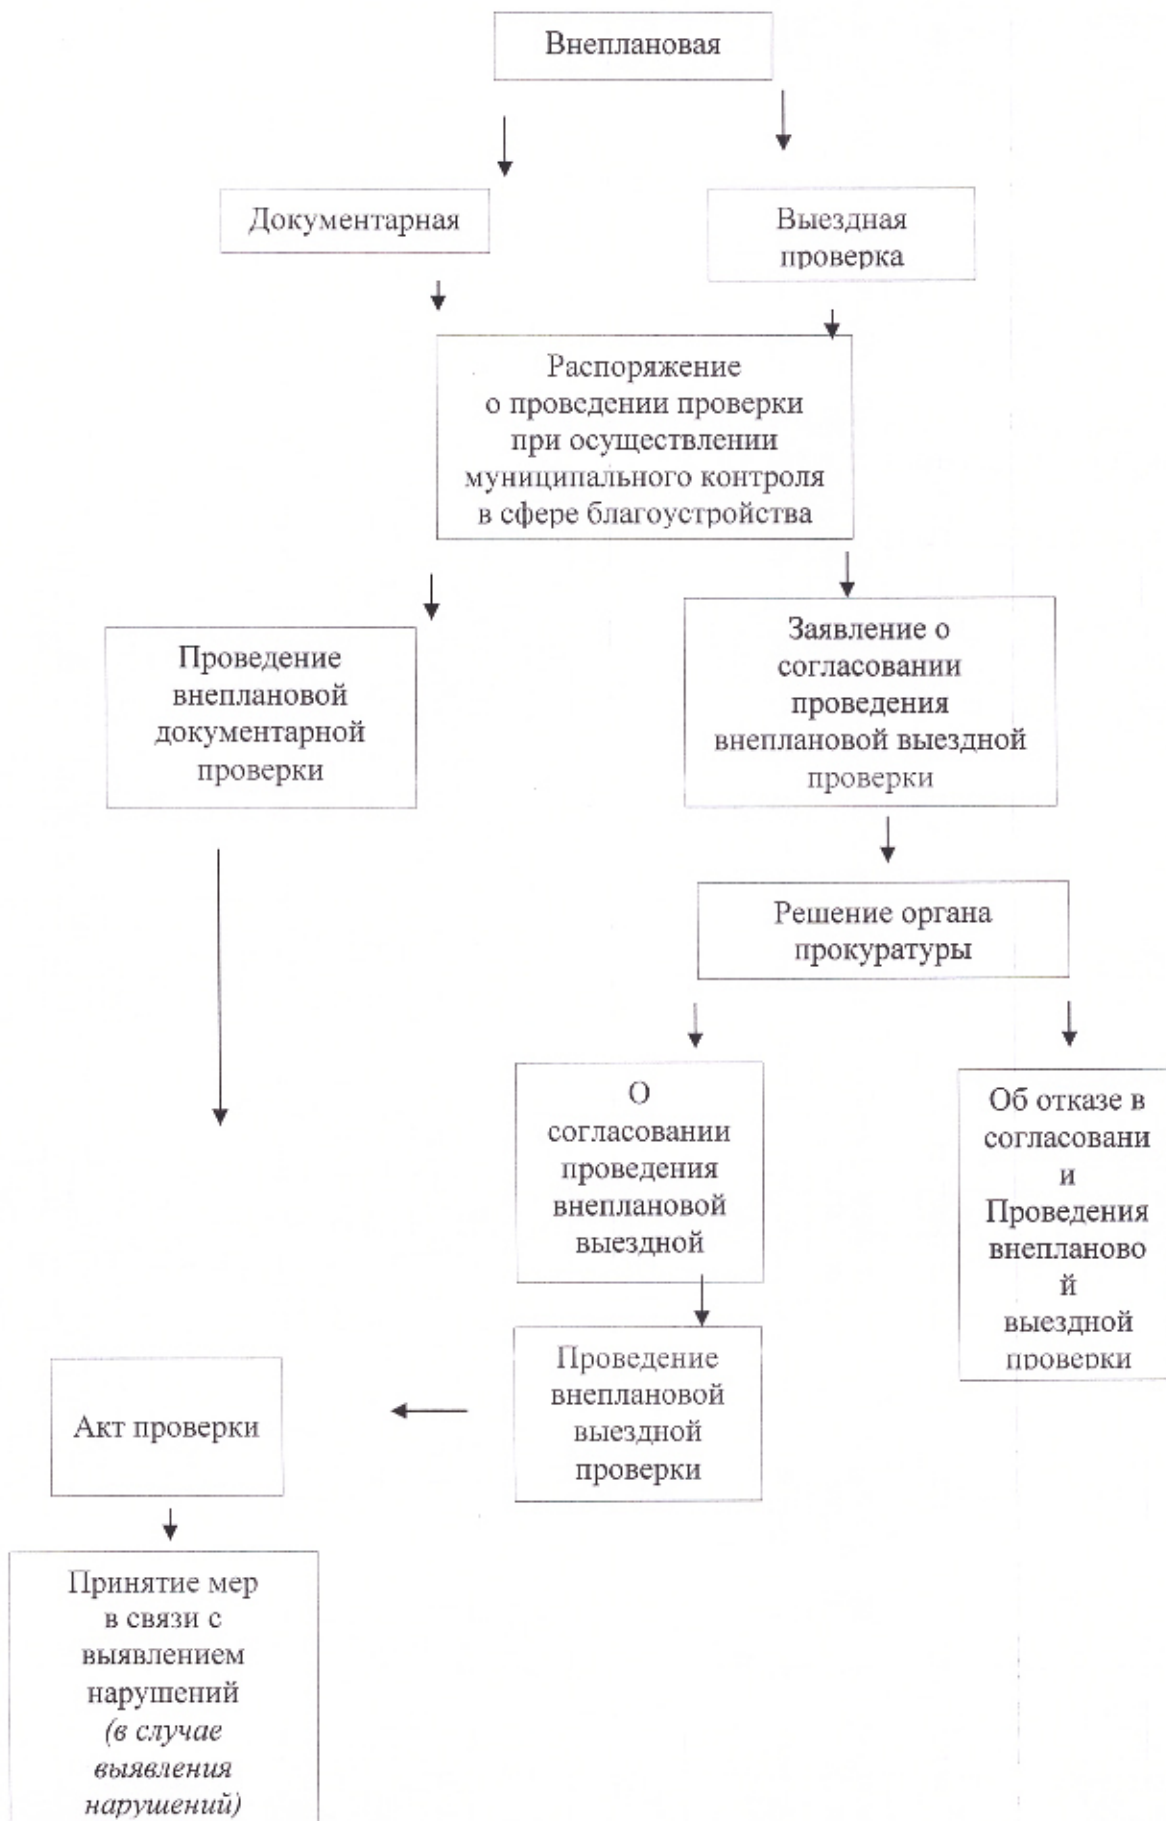 Внеплановая
Документарная
Выездная
проверка
Распоряжение
о проведении проверки
при осуществлении
муниципального контроля
в сфере благоустройства
Проведение
внеплановой
документарной
проверки
Заявление о
согласовании
проведения
внеплановой выездной
проверки
Решение органа
прокуратуры
О
согласовании
проведения
внеплановой
выездной
Об отказе в
согласовани
и
Проведения
внепланово
й
выездной
проверки
Проведение
внеплановой
выездной
проверки
Акт проверки
Принятие мер
в связи с
выявлением
нарушений
(в случае
выявления
нарушений)